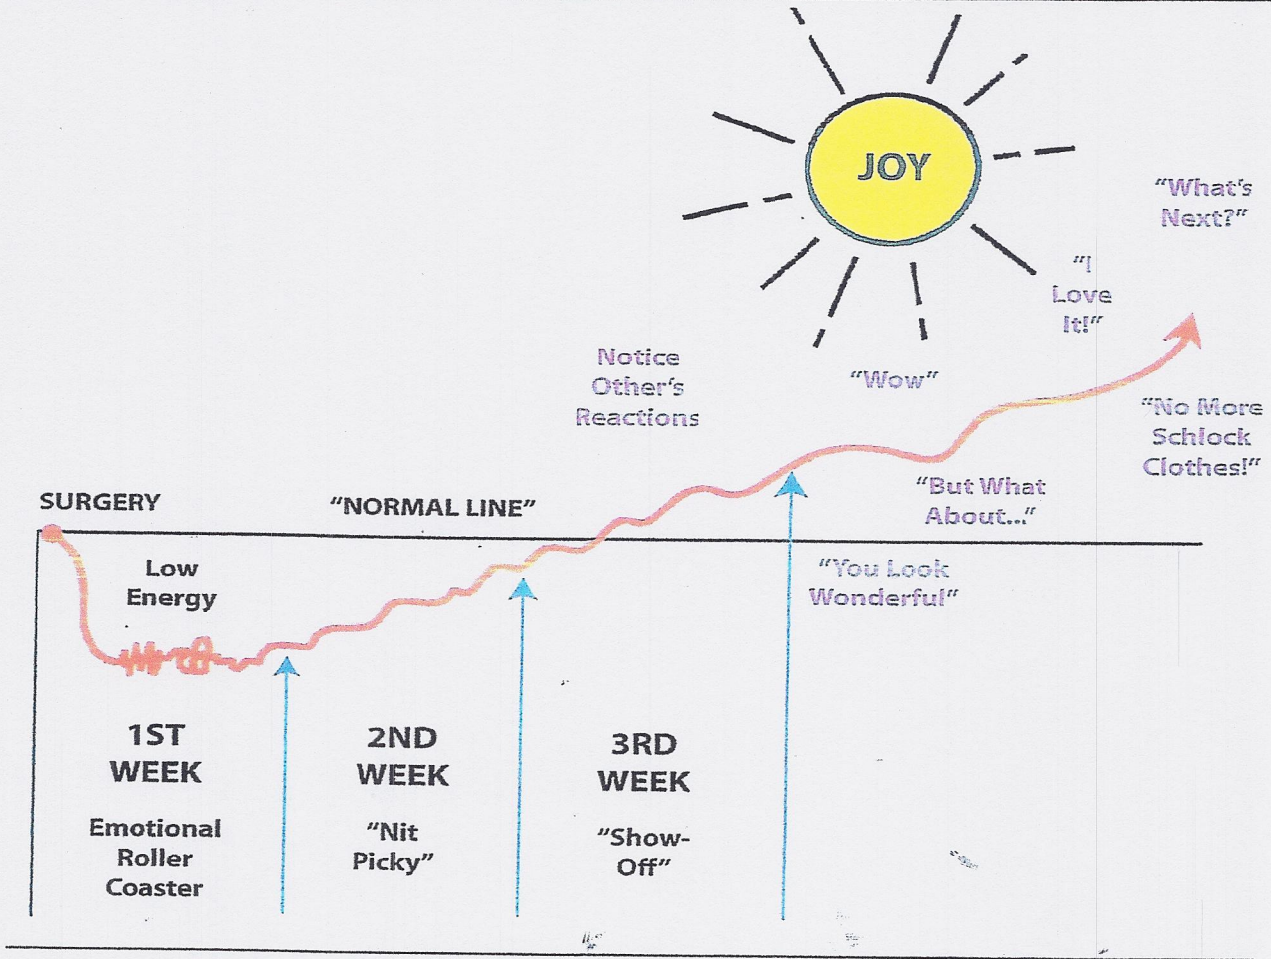 JOY
“What's
Next?”
“I
Love
It!”
Notice
Other's
Reactions
“Wow”
“No More
Schlock
Clothes!”
SURGERY
“NORMAL LINE”
“But What
About...”
Low
Energy
“You Look
Wonderful”
1ST
WEEK
Emotional
Roller
Coaster
2ND
WEEK
“Nit
Picky”
3RD
WEEK
“Show-
Off”